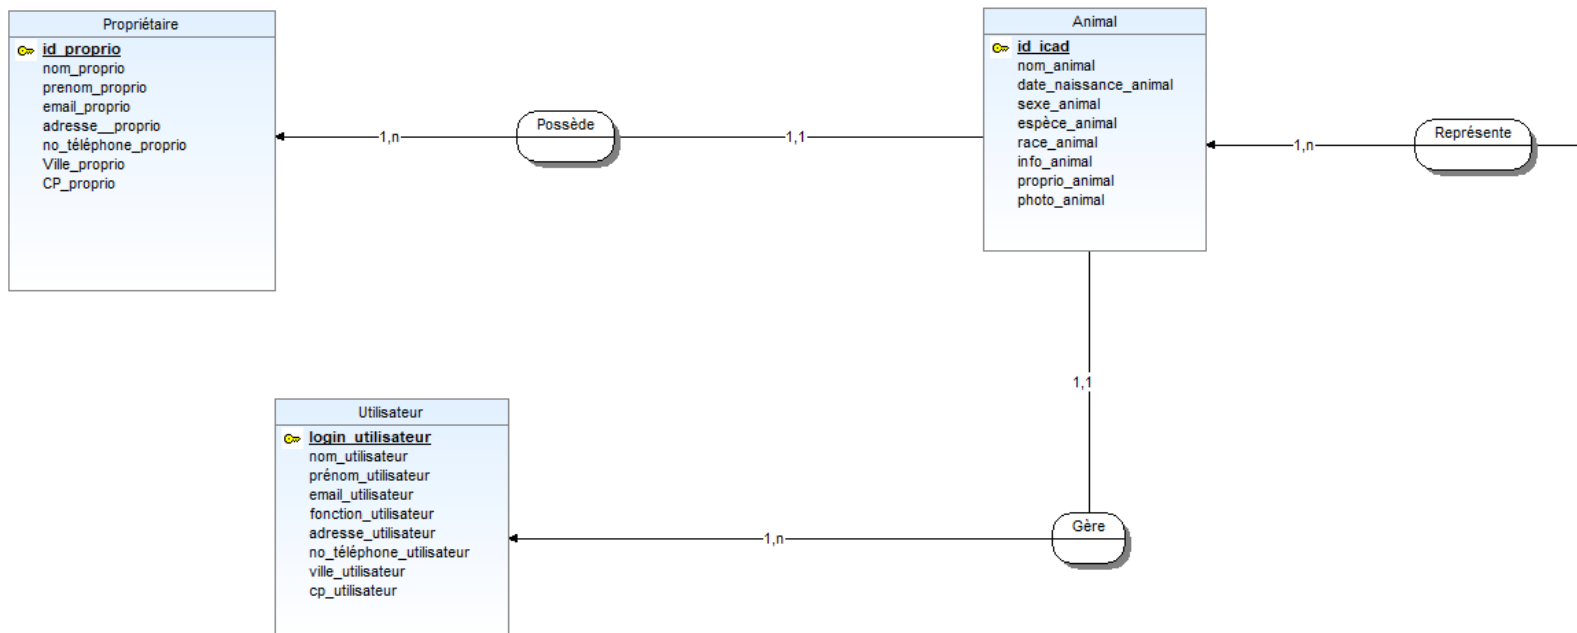 Propriétaire
id_proprio
nom_proprio
prenom_proprio
email_proprio
adresse__proprio
no_téléphone_proprio
Ville_proprio
CP_proprio
1,n
Possède
1,1
Animal
id_icad
nom_animal
date_naissance_animal
sexe_animal
espèce_animal
race_animal
info_animal
proprio_animal
photo_animal
1,n
Représente
1,1
Utilisateur
login_utilisateur
nom_utilisateur
prénom_utilisateur
email_utilisateur
fonction_utilisateur
adresse_utilisateur
no_téléphone_utilisateur
ville_utilisateur
cp_utilisateur
1,n
Gère